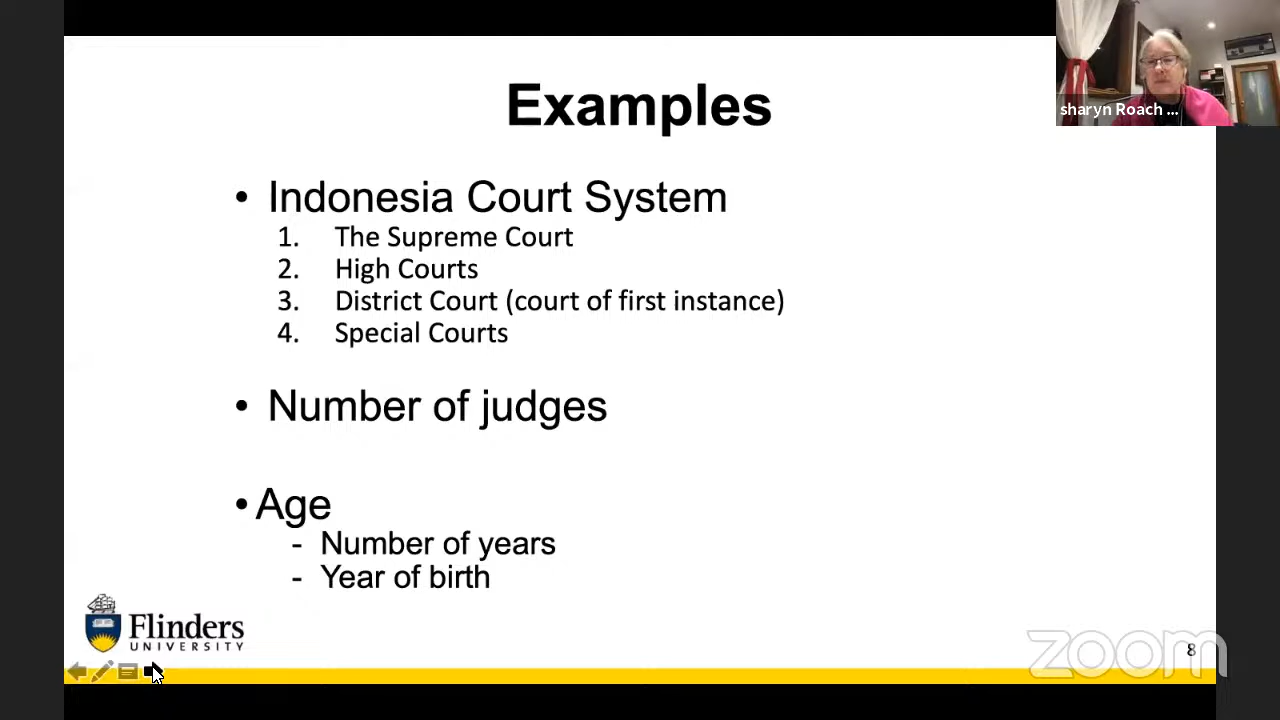 Examples
sharyn Roach ...
• Indonesia Court System
1. The Supreme Court
2. High Courts
3. District Court (court of first instance)
4. Special Courts
• Number of judges
• Age
- Number of years
- Year of birth
Flinders
UNIVERSITY
zoom
8